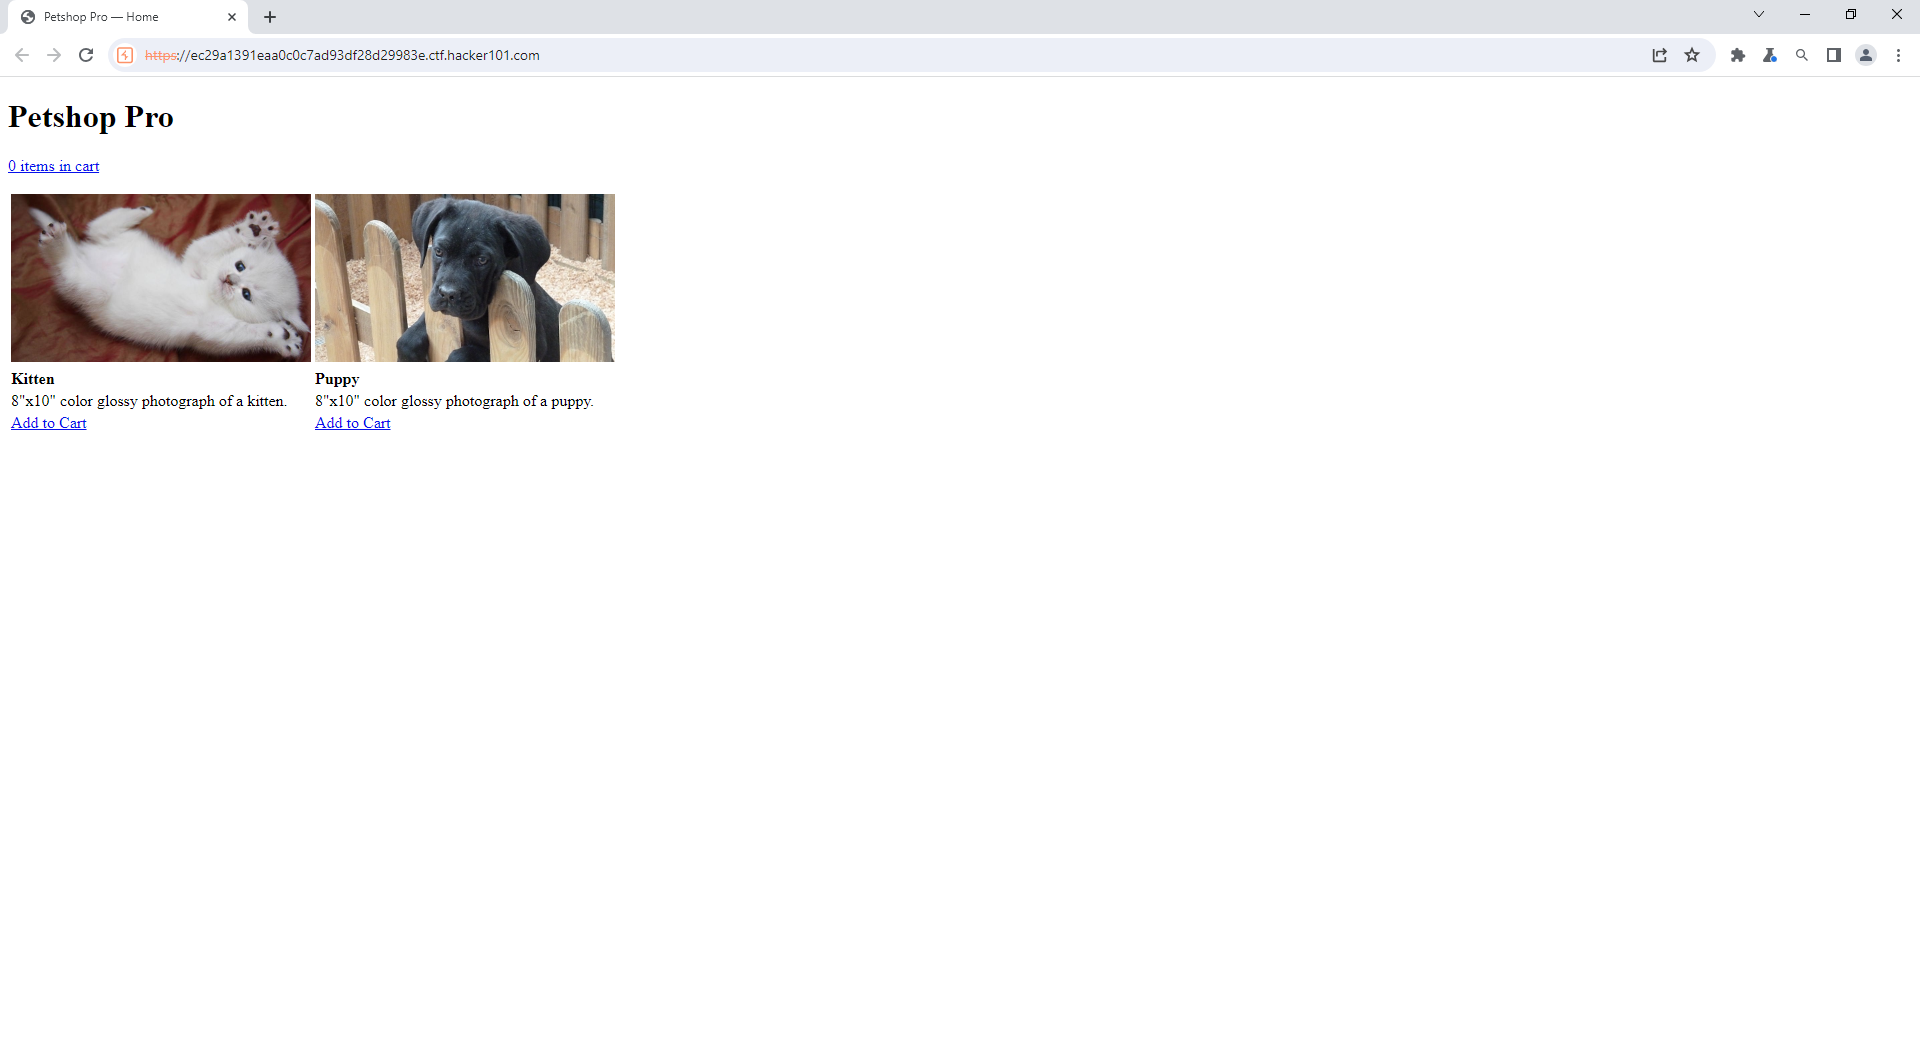 Petshop Pro — Home
https://ec29a1391eaa0c0c7ad93df28d29983e.ctf.hacker101.com
Petshop Pro
0 items in cart
Kitten
8"x10" color glossy photograph of a kitten.
Add to Cart
Puppy
8"x10" color glossy photograph of a puppy.
Add to Cart